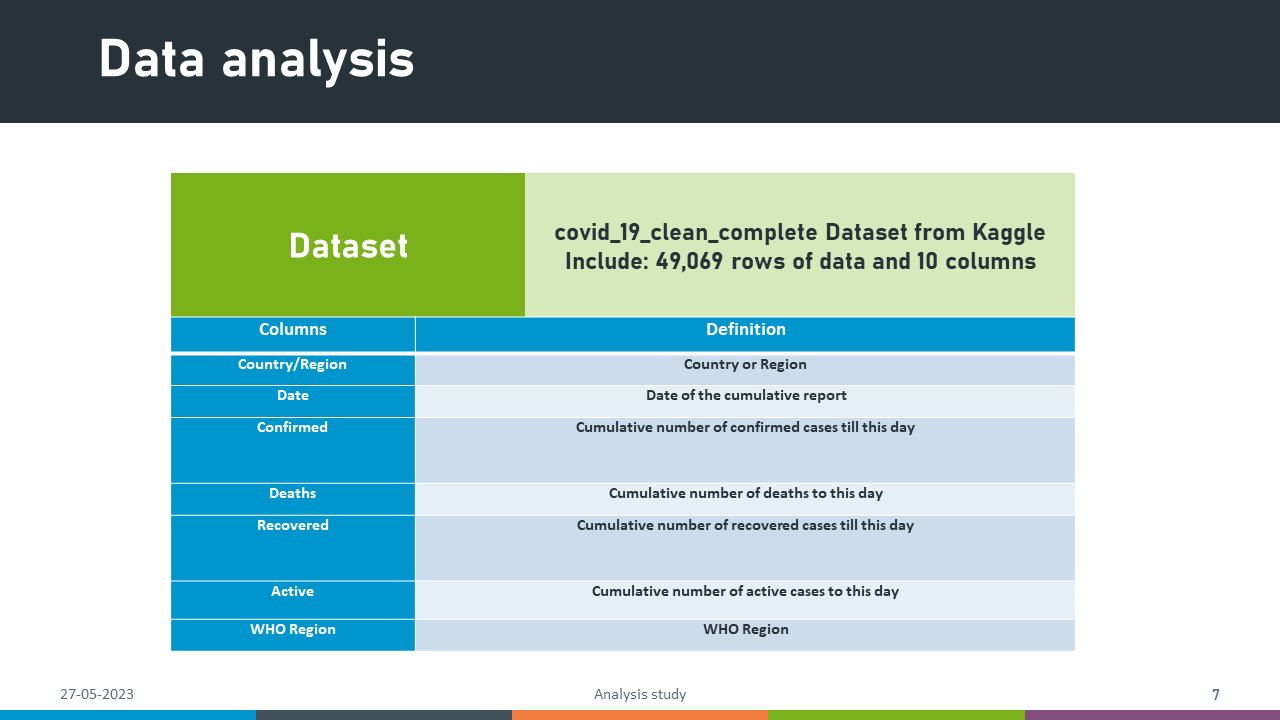 Data analysis
Dataset
covid_19_clean_complete Dataset from Kaggle
Include: 49,069 rows of data and 10 columns
Columns Definition
Country/Region Country or Region
Date Date of the cumulative report
Confirmed Cumulative number of confirmed cases till this day
Deaths Cumulative number of deaths to this day
Recovered Cumulative number of recovered cases till this day
Active Cumulative number of active cases to this day
WHO Region WHO Region
27-05-2023 Analysis study 7